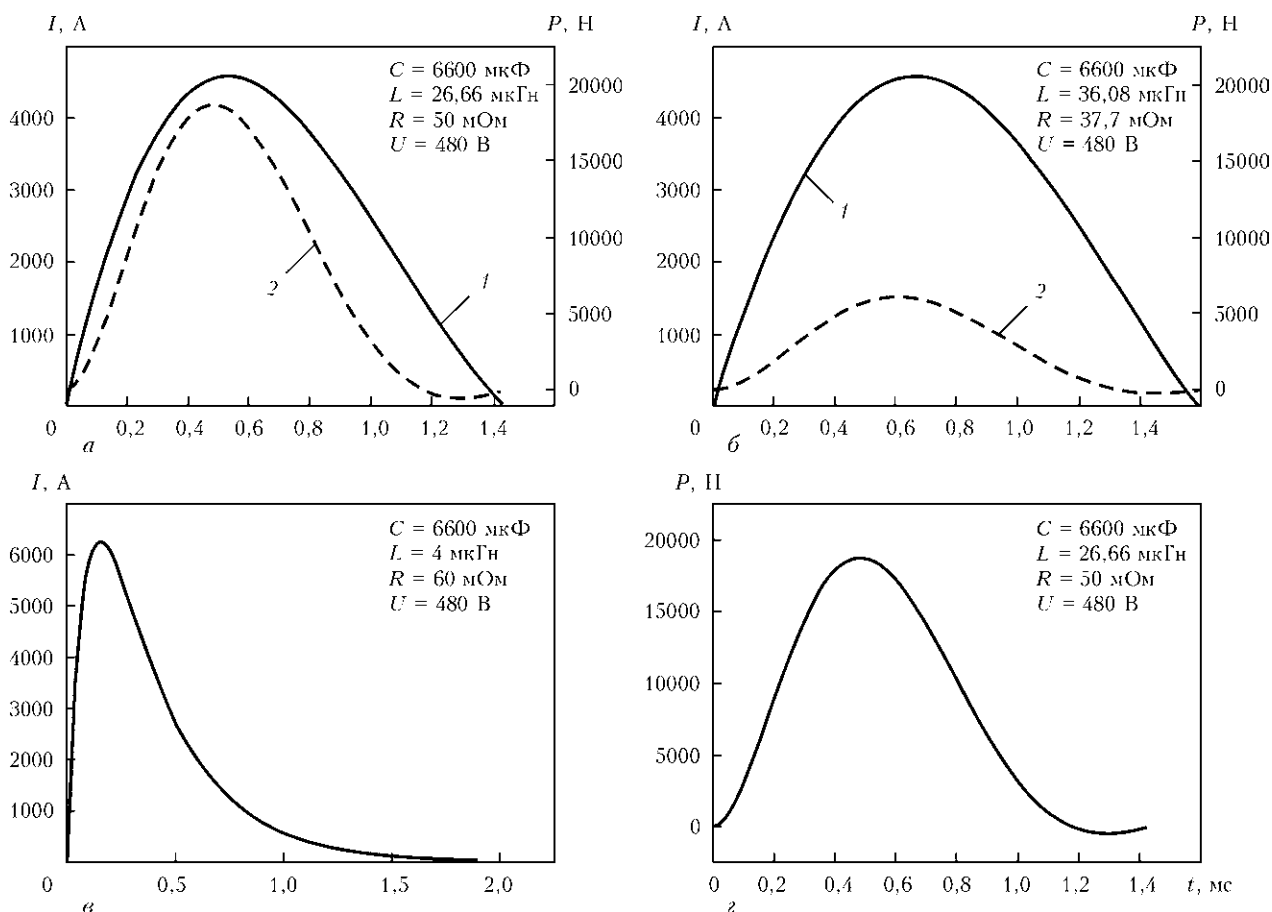 I, А
P, Н
C = 6600 мкФ
L = 26,66 мкГн
R = 50 мОм
U = 480 В
4000
3000
2000
1000
20000
15000
10000
5000
0
1
2
0 0,2 0,4 0,6 0,8 1,0 1,2 1,4
а
I, А
P, Н
C = 6600 мкФ
L = 36,08 мкГн
R = 37,7 мОм
U = 480 В
4000
3000
2000
1000
20000
15000
10000
5000
0
1
2
0 0,2 0,4 0,6 0,8 1,0 1,2 1,4
б
I, А
C = 6600 мкФ
L = 4 мкГн
R = 60 мОм
U = 480 В
6000
5000
4000
3000
2000
1000
0 0,5 1,0 1,5 2,0
в
P, Н
C = 6600 мкФ
L = 26,66 мкГн
R = 50 мОм
U = 480 В
20000
15000
10000
5000
0
0 0,2 0,4 0,6 0,8 1,0 1,2 1,4 t, мс
г